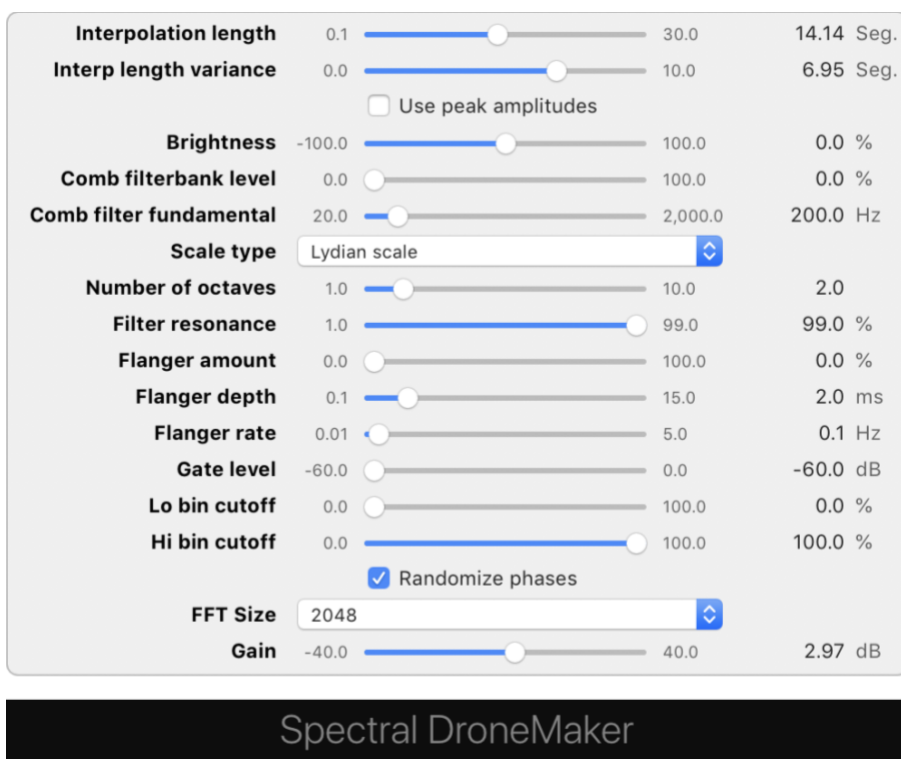 Interpolation length 0.1 30.0 14.14 Seg.
Interp length variance 0.0 10.0 6.95 Seg.
Use peak amplitudes
Brightness -100.0 100.0 0.0 %
Comb filterbank level 0.0 100.0 0.0 %
Comb filter fundamental 20.0 2,000.0 200.0 Hz
Scale type Lydian scale
Number of octaves 1.0 10.0 2.0
Filter resonance 1.0 99.0 99.0 %
Flanger amount 0.0 100.0 0.0 %
Flanger depth 0.1 15.0 2.0 ms
Flanger rate 0.01 5.0 0.1 Hz
Gate level -60.0 0.0 -60.0 dB
Lo bin cutoff 0.0 100.0 0.0 %
Hi bin cutoff 0.0 100.0 100.0 %
Randomize phases
FFT Size 2048
Gain -40.0 40.0 2.97 dB
Spectral DroneMaker